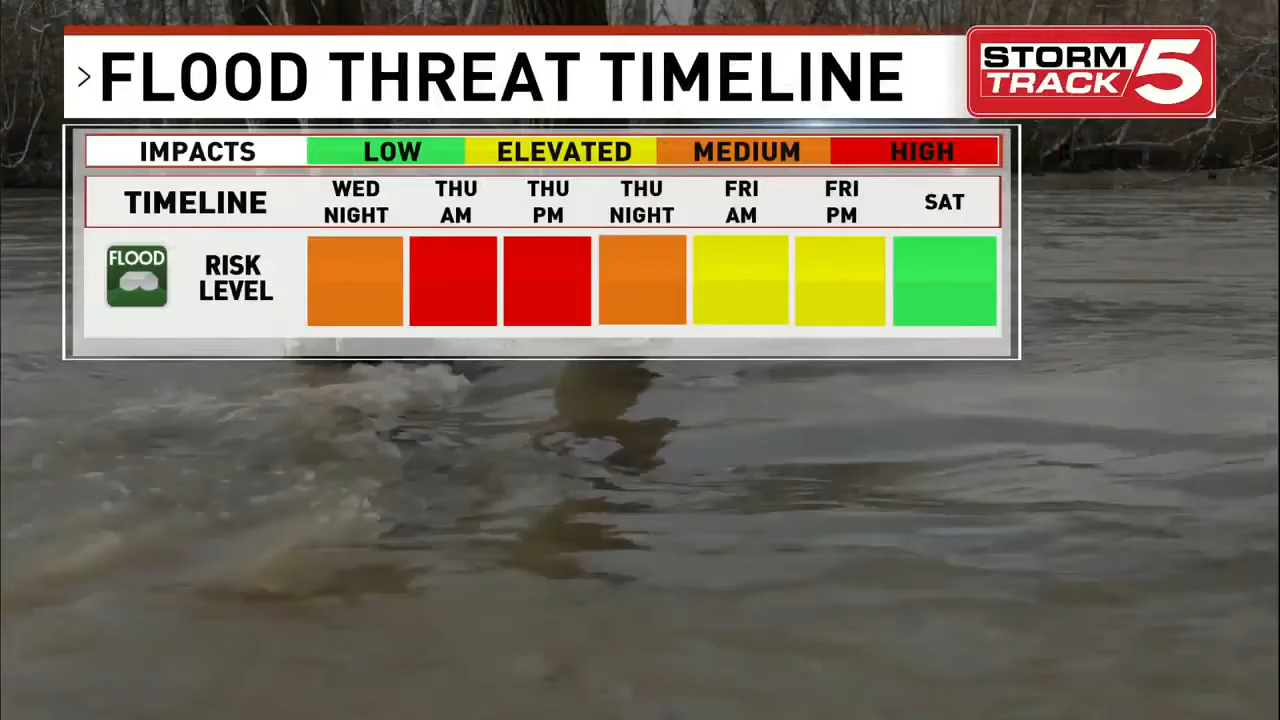 FLOOD THREAT TIMELINE
STORM
TRACK 5
IMPACTS LOW ELEVATED MEDIUM HIGH
TIMELINE
WED NIGHT
THU AM
THU PM
THU NIGHT
FRI AM
FRI PM
SAT
FLOOD
RISK
LEVEL